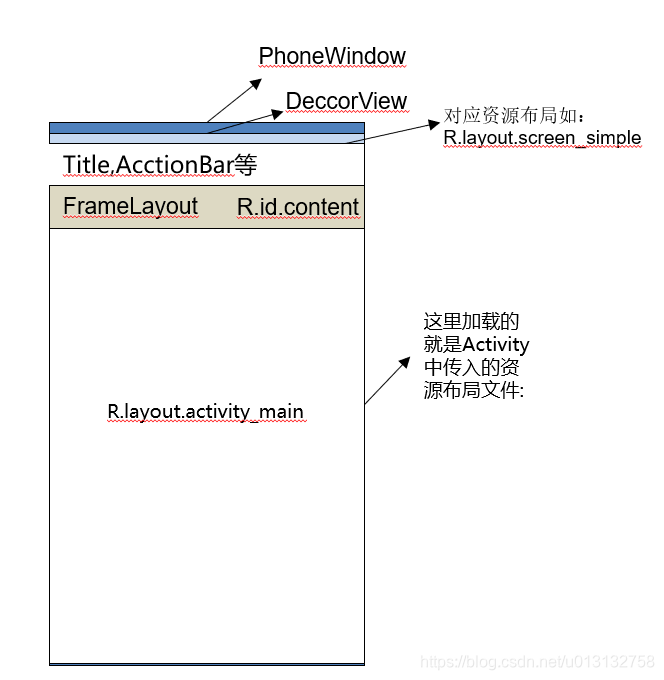 PhoneWindow
DeccorView
对应资源布局如：
R.layout.screen_simple
Title,AcctionBar等
FrameLayout R.id.content
这里加载的
就是Activity
中传入的资
源布局文件:
R.layout.activity_main
https://blog.csdn.net/u013132758